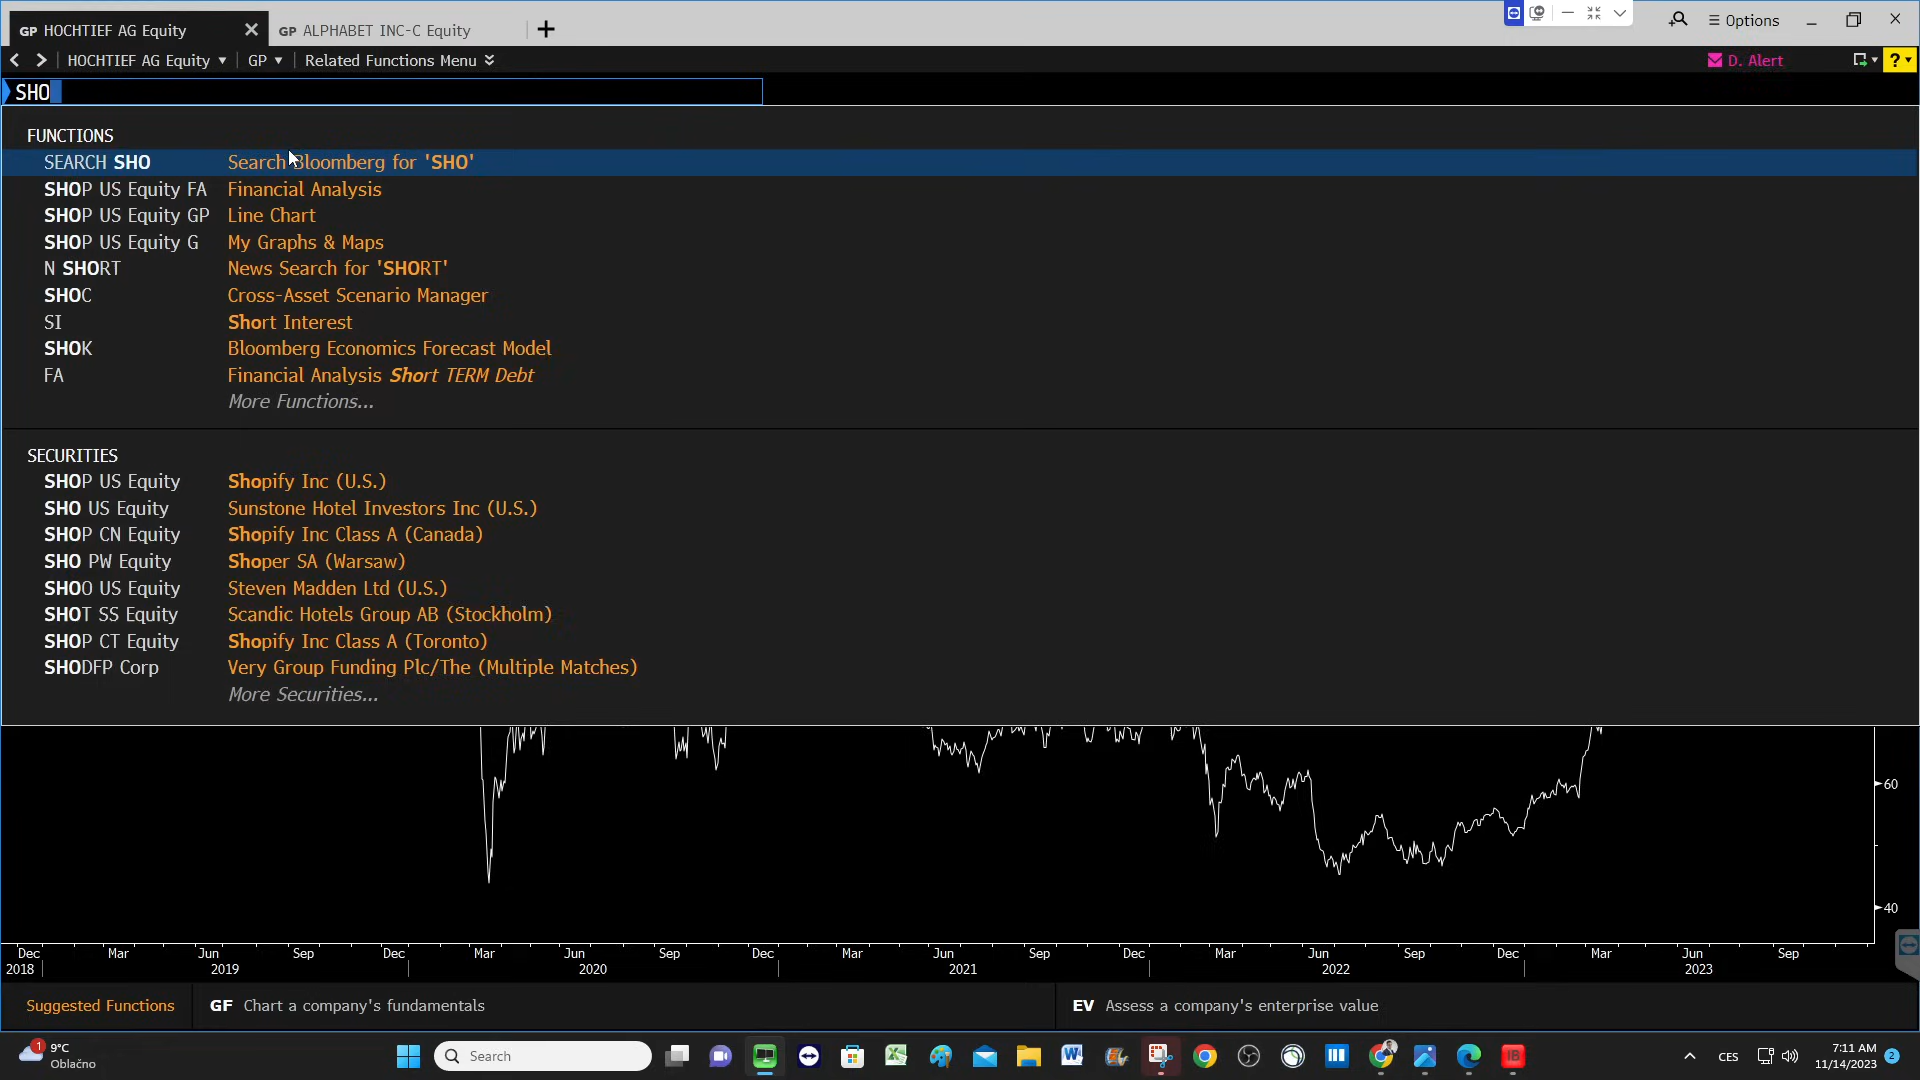 GP HOCHTIEF AG Equity
GP ALPHABET INC-C Equity
Options
HOCHTIEF AG Equity
GP
Related Functions Menu
D. Alert
?
SHO
FUNCTIONS
SEARCH SHO Search Bloomberg for 'SHO'
SHOP US Equity FA Financial Analysis
SHOP US Equity GP Line Chart
SHOP US Equity G My Graphs & Maps
N SHORT News Search for 'SHORT'
SHOC Cross-Asset Scenario Manager
SI Short Interest
SHOK Bloomberg Economics Forecast Model
FA Financial Analysis Short TERM Debt
More Functions...
SECURITIES
SHOP US Equity Shopify Inc (U.S.)
SHO US Equity Sunstone Hotel Investors Inc (U.S.)
SHOP CN Equity Shopify Inc Class A (Canada)
SHO PW Equity Shoper SA (Warsaw)
SHOO US Equity Steven Madden Ltd (U.S.)
SHOT SS Equity Scandic Hotels Group AB (Stockholm)
SHOP CT Equity Shopify Inc Class A (Toronto)
SHODFP Corp Very Group Funding Plc/The (Multiple Matches)
More Securities...
60
40
Dec Mar Jun Sep Dec Mar Jun Sep Dec Mar Jun Sep Dec Mar Jun Sep Dec Mar Jun Sep
2018 2019 2020 2021 2022 2023
Suggested Functions GF Chart a company's fundamentals EV Assess a company's enterprise value
1
9°C
Oblačno
Search
W
IB
CES
7:11 AM
11/14/2023
2